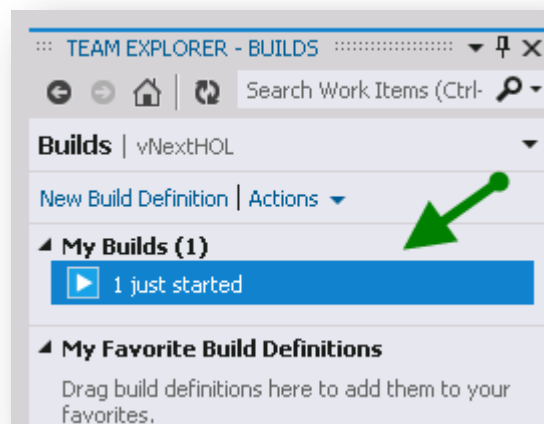 TEAM EXPLORER - BUILDS
Search Work Items (Ctrl-
Builds | vNextHOL
New Build Definition | Actions
My Builds (1)
1 just started
My Favorite Build Definitions
Drag build definitions here to add them to your
favorites.